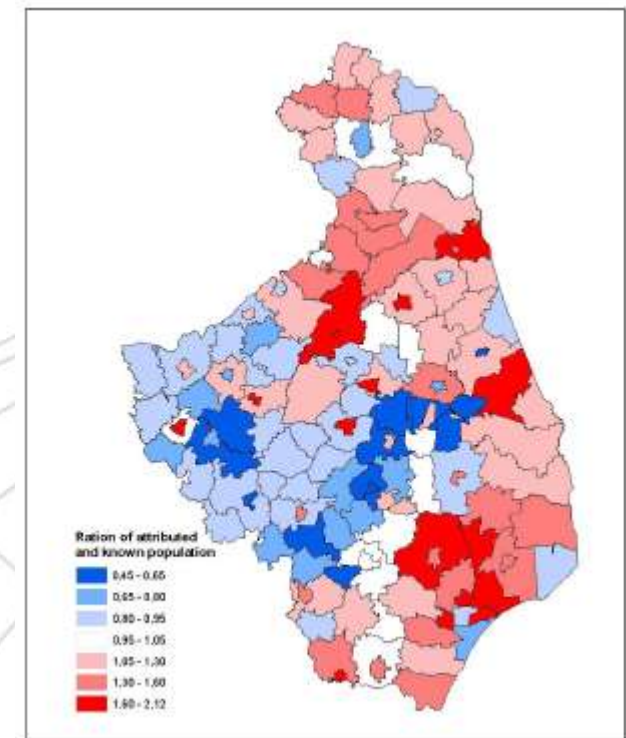 Ration of attributed
and known population
0,45 - 0,65
0,65 - 0,80
0,80 - 0,95
0,95 - 1,05
1,05 - 1,30
1,30 - 1,60
1,60 - 2,12